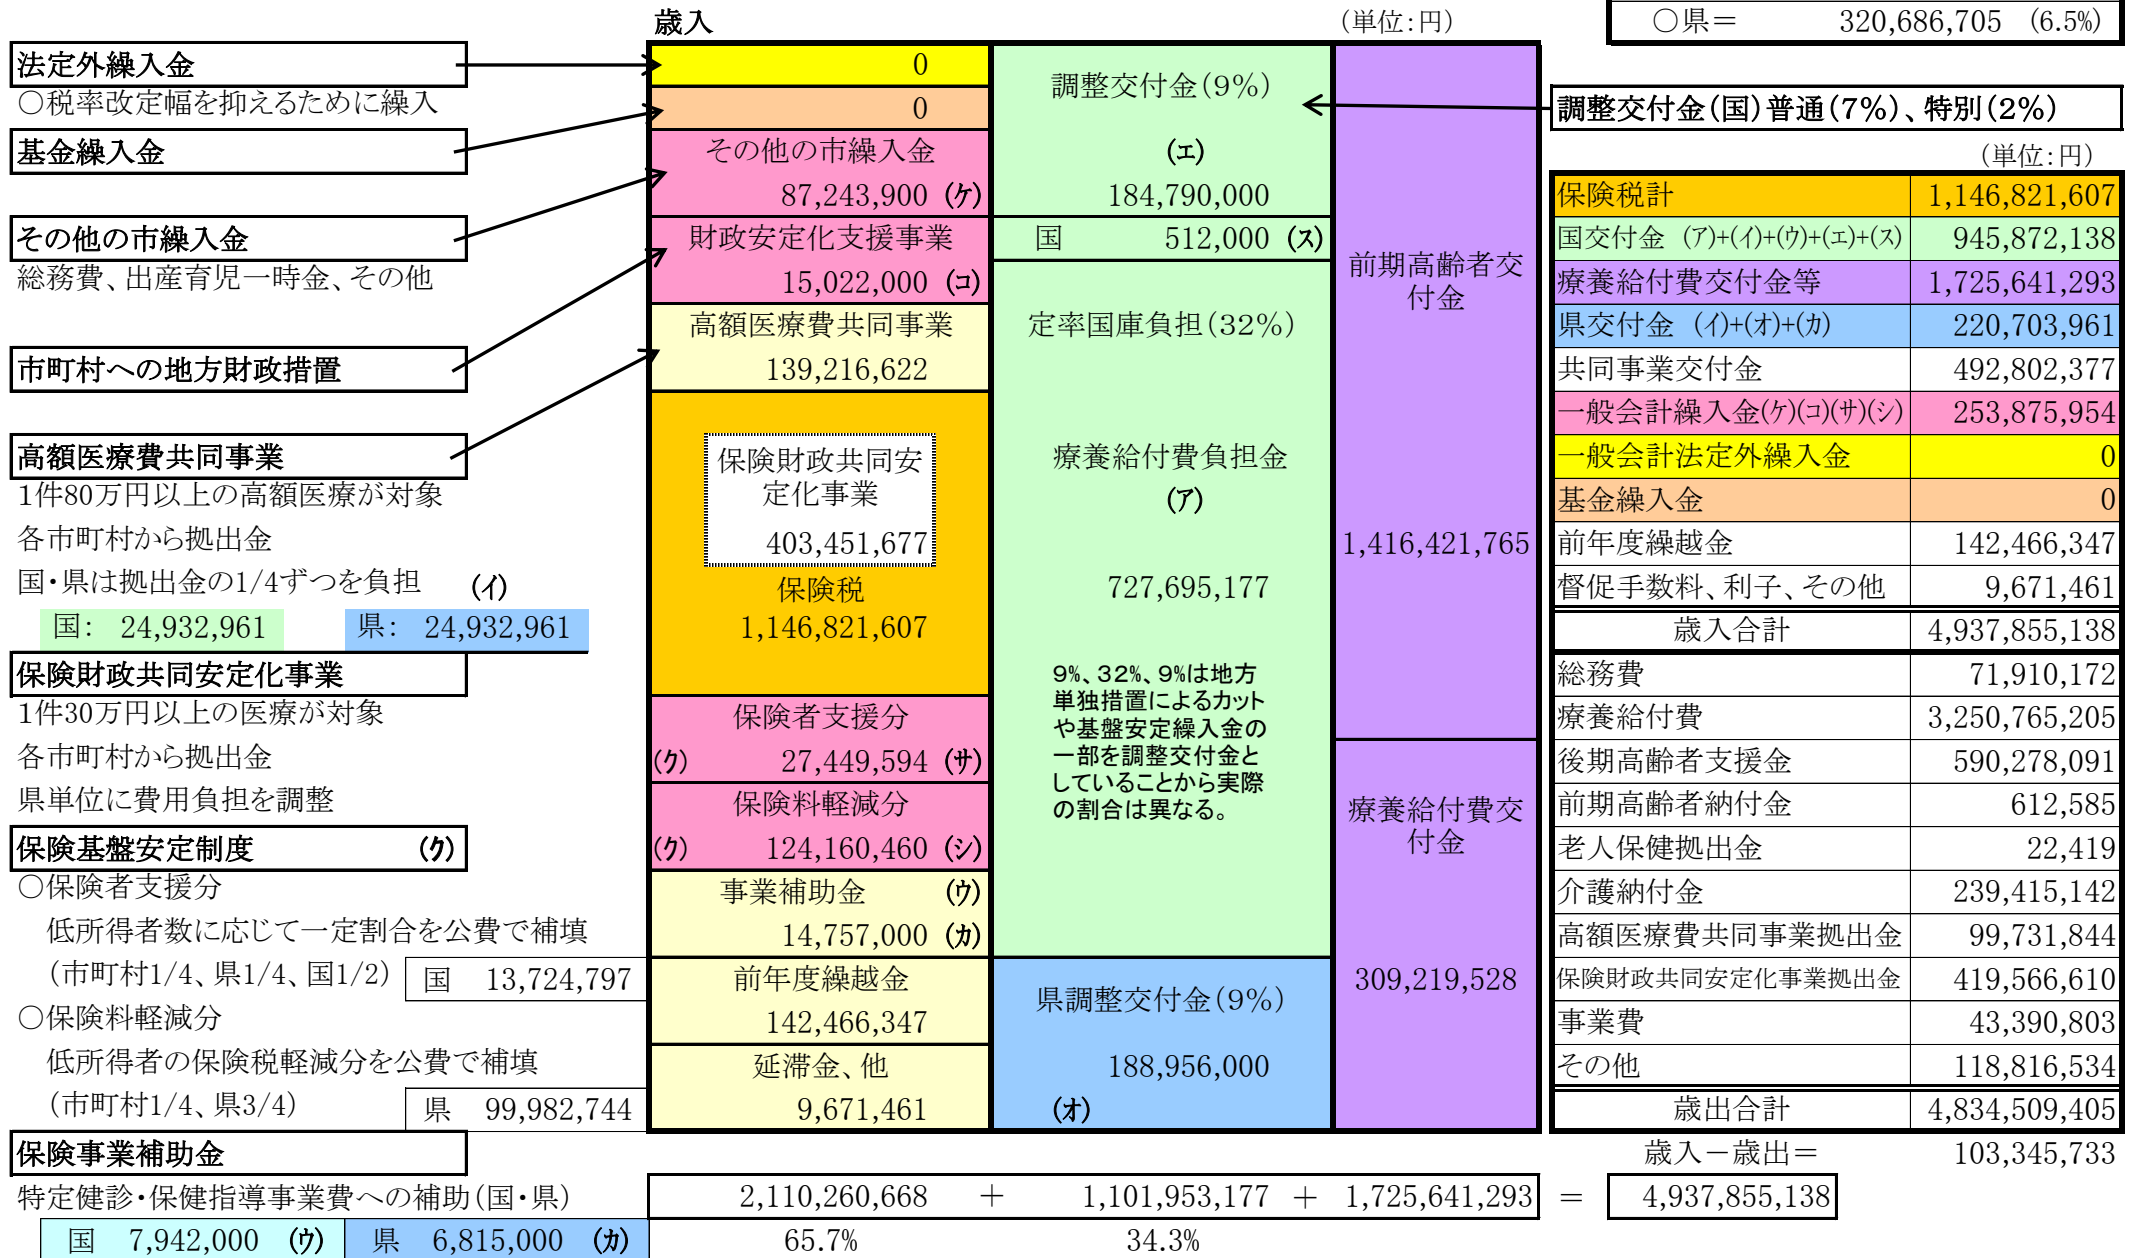 歳入
(単位:円)
○県＝ 320,686,705 (6.5%)
法定外繰入金
○税率改定幅を抑えるために繰入
基金繰入金
その他の市繰入金
総務費、出産育児一時金、その他
市町村への地方財政措置
高額医療費共同事業
1件80万円以上の高額医療が対象
各市町村から拠出金
国・県は拠出金の1/4ずつを負担 (イ)
国: 24,932,961 県: 24,932,961
保険財政共同安定化事業
1件30万円以上の医療が対象
各市町村から拠出金
県単位に費用負担を調整
保険基盤安定制度 (ク)
○保険者支援分
低所得者数に応じて一定割合を公費で補填
(市町村1/4、県1/4、国1/2) 国 13,724,797
○保険料軽減分
低所得者の保険税軽減分を公費で補填
(市町村1/4、県3/4) 県 99,982,744
保険事業補助金
特定健診・保健指導事業費への補助(国・県)
国 7,942,000 (ウ) 県 6,815,000 (カ)
0
0
その他の市繰入金
87,243,900 (ケ)
財政安定化支援事業
15,022,000 (コ)
高額医療費共同事業
139,216,622
保険財政共同安
定化事業
403,451,677
保険税
1,146,821,607
保険者支援分
(ク) 27,449,594 (サ)
保険料軽減分
(ク) 124,160,460 (シ)
事業補助金 (ウ)
14,757,000 (カ)
前年度繰越金
142,466,347
延滞金、他
9,671,461
調整交付金(9%)
(エ)
184,790,000
国 512,000 (ス)
定率国庫負担(32%)
療養給付費負担金
(ア)
727,695,177
9%、32%、9%は地方
単独措置によるカット
や基盤安定繰入金の
一部を調整交付金と
していることから実際
の割合は異なる。
県調整交付金(9%)
188,956,000
(オ)
前期高齢者交
付金
1,416,421,765
療養給付費交
付金
309,219,528
調整交付金(国)普通(7%)、特別(2%)
(単位:円)
保険税計 1,146,821,607
国交付金 (ア)+(イ)+(ウ)+(エ)+(ス) 945,872,138
療養給付費交付金等 1,725,641,293
県交付金 (イ)+(オ)+(カ) 220,703,961
共同事業交付金 492,802,377
一般会計繰入金(ケ)(コ)(サ)(シ) 253,875,954
一般会計法定外繰入金 0
基金繰入金 0
前年度繰越金 142,466,347
督促手数料、利子、その他 9,671,461
歳入合計 4,937,855,138
総務費 71,910,172
療養給付費 3,250,765,205
後期高齢者支援金 590,278,091
前期高齢者納付金 612,585
老人保健拠出金 22,419
介護納付金 239,415,142
高額医療費共同事業拠出金 99,731,844
保険財政共同安定化事業拠出金 419,566,610
事業費 43,390,803
その他 118,816,534
歳出合計 4,834,509,405
歳入－歳出＝ 103,345,733
2,110,260,668 ＋ 1,101,953,177 ＋ 1,725,641,293 ＝ 4,937,855,138
65.7% 34.3%